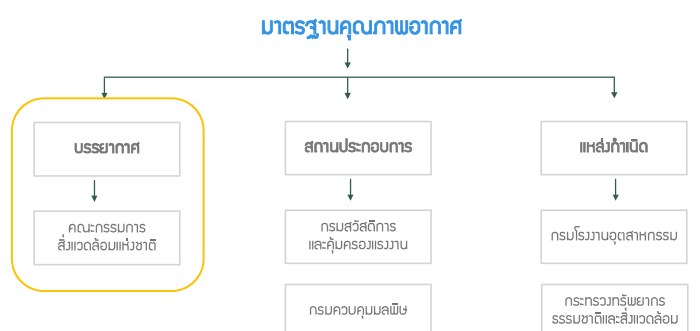 มาตรฐานคุณภาพอากาศ
บรรยากาศ
สถานประกอบการ
แหล่งกำเนิด
คณะกรรมการ
สิ่งแวดล้อมแห่งชาติ
กรมสวัสดิการ
และคุ้มครองแรงงาน
กรมโรงงานอุตสาหกรรม
กรมควบคุมมลพิษ
กระทรวงทรัพยากร
ธรรมชาติและสิ่งแวดล้อม